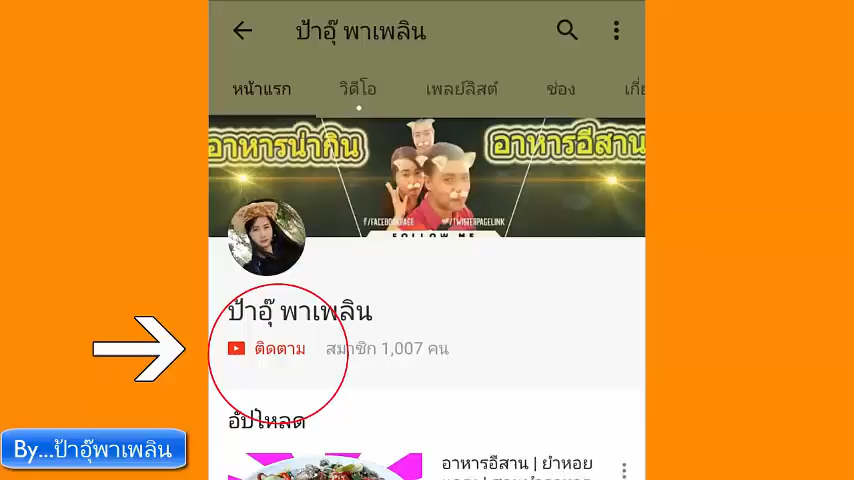 ป้าอุ๊ พาเพลิน
หน้าแรก วิดีโอ เพลย์ลิสต์ ช่อง
อาหารน่ากิน อาหารอีสาน
F/FACEBOOKPAGE
FOLLOW ME
ป้าอุ๊ พาเพลิน
ติดตาม สมาชิก 1,007 คน
อัปโหลด
อาหารอีสาน | ยำหอย
By...ป้าอุ๊พาเพลิน